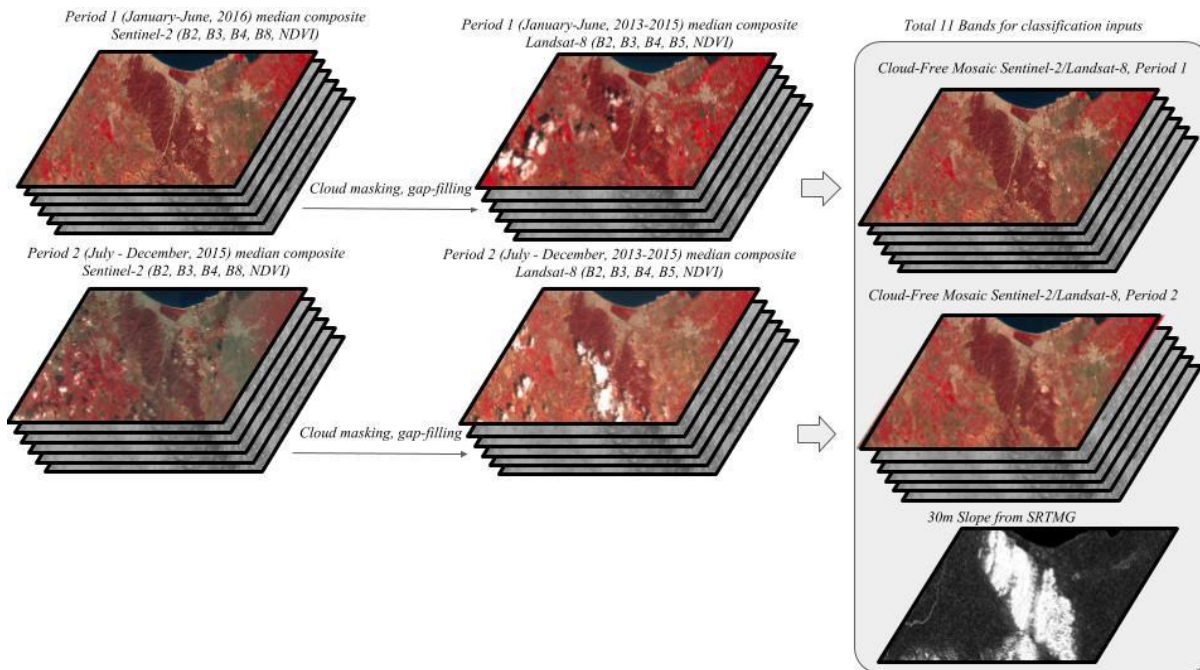 Period 1 (January-June, 2016) median composite
Sentinel-2 (B2, B3, B4, B8, NDVI)
Period 1 (January-June, 2013-2015) median composite
Landsat-8 (B2, B3, B4, B5, NDVI)
Total 11 Bands for classification inputs
Cloud-Free Mosaic Sentinel-2/Landsat-8, Period 1
Cloud masking, gap-filling
Period 2 (July - December, 2015) median composite
Sentinel-2 (B2, B3, B4, B8, NDVI)
Period 2 (July - December, 2013-2015) median composite
Landsat-8 (B2, B3, B4, B5, NDVI)
Cloud-Free Mosaic Sentinel-2/Landsat-8, Period 2
Cloud masking, gap-filling
30m Slope from SRTMG